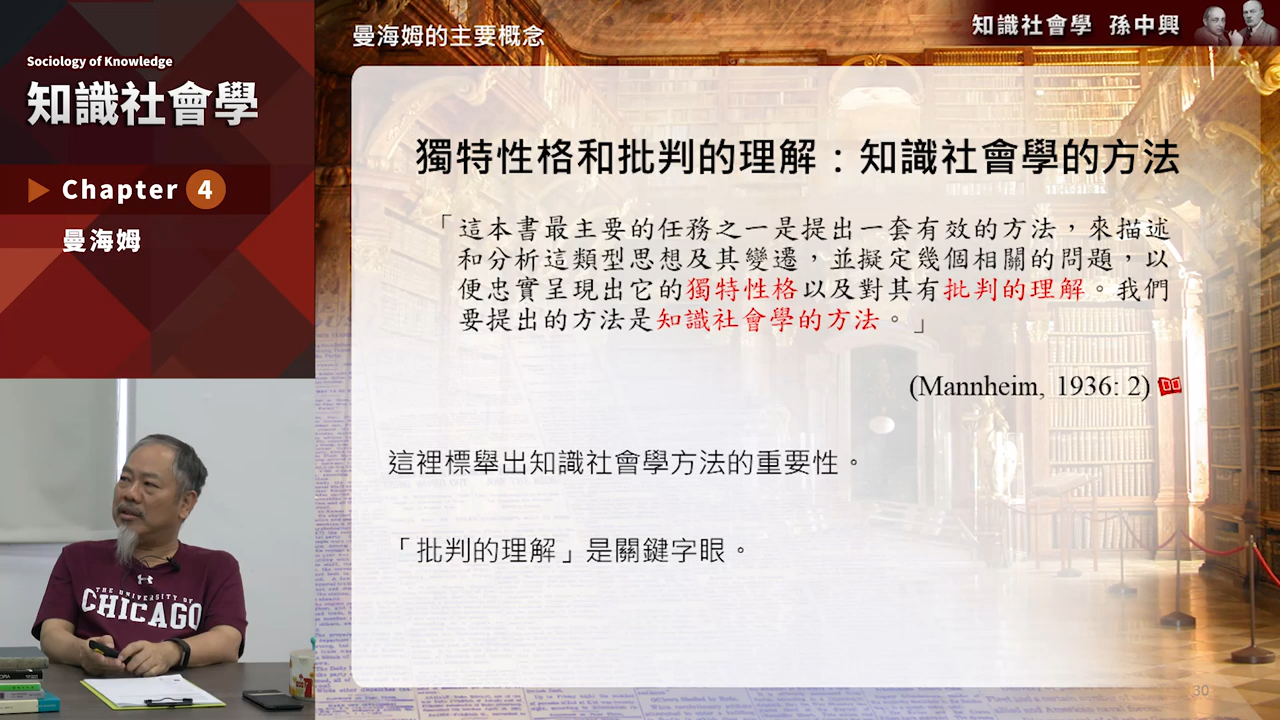 Sociology of Knowledge
知識社會學
Chapter 4
曼海姆
曼海姆的主要概念
知識社會學 孫中興
獨特性格和批判的理解：知識社會學的方法
「這本書最主要的任務之一是提出一套有效的方法，來描述
和分析這類型思想及其變遷，並擬定幾個相關的問題，以
便忠實呈現出它的獨特性格以及對其有批判的理解。我們
要提出的方法是知識社會學的方法。」
(Mannheim, 1936: 2)
這裡標舉出知識社會學方法的重要性。
「批判的理解」是關鍵字眼。
30
THE UNIVERSITY OF
CHICAGO